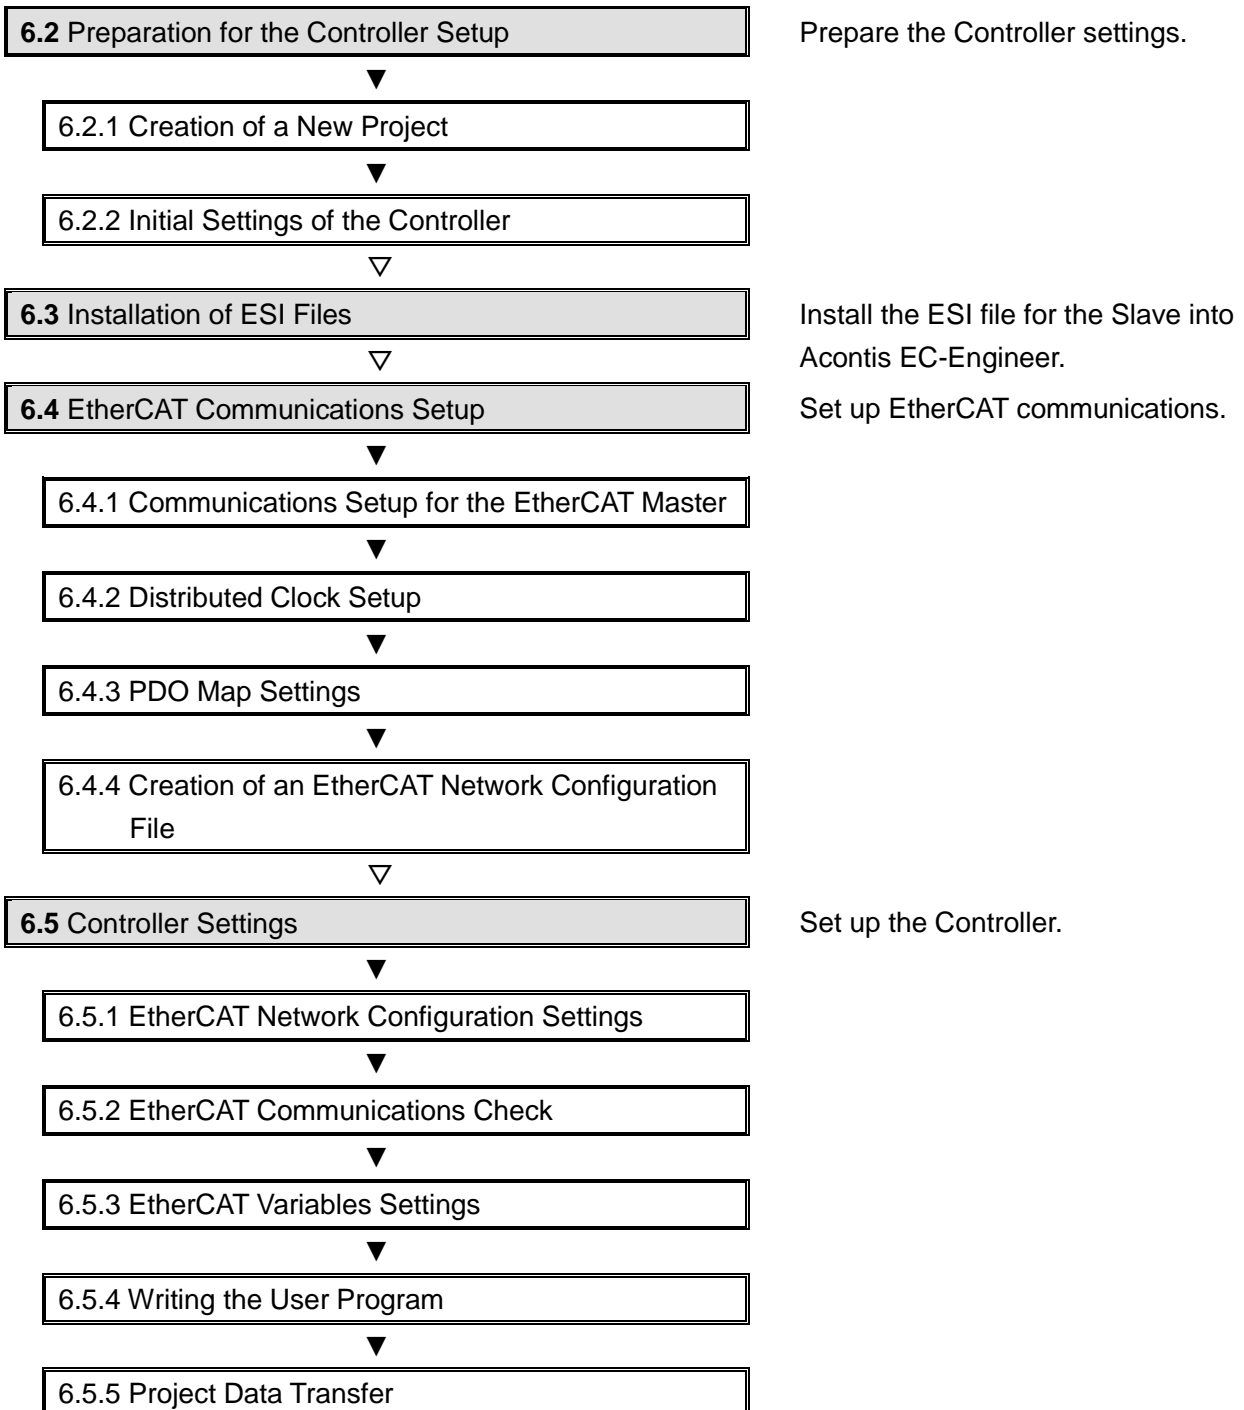 6.2 Preparation for the Controller Setup
Prepare the Controller settings.
▼
6.2.1 Creation of a New Project
▼
6.2.2 Initial Settings of the Controller
▽
6.3 Installation of ESI Files
Install the ESI file for the Slave into
Acontis EC-Engineer.
▽
6.4 EtherCAT Communications Setup
Set up EtherCAT communications.
▼
6.4.1 Communications Setup for the EtherCAT Master
▼
6.4.2 Distributed Clock Setup
▼
6.4.3 PDO Map Settings
▼
6.4.4 Creation of an EtherCAT Network Configuration
File
▽
6.5 Controller Settings
Set up the Controller.
▼
6.5.1 EtherCAT Network Configuration Settings
▼
6.5.2 EtherCAT Communications Check
▼
6.5.3 EtherCAT Variables Settings
▼
6.5.4 Writing the User Program
▼
6.5.5 Project Data Transfer